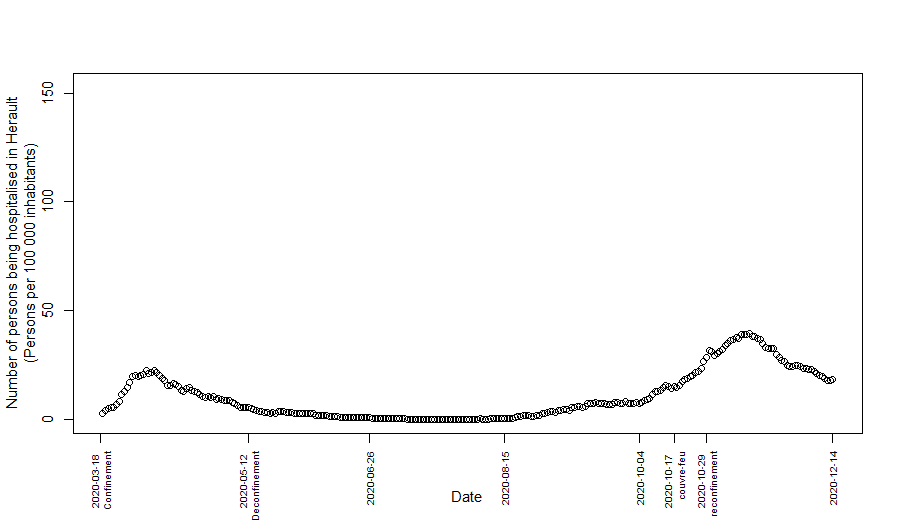 Number of persons being hospitalised in Herault
(Persons per 100 000 inhabitants)
150
100
50
0
2020-03-18
Confinement
2020-05-12
Deconfinement
2020-06-26
2020-08-15
2020-10-04
2020-10-17
couvre-feu
2020-10-29
reconfinement
2020-12-14
Date